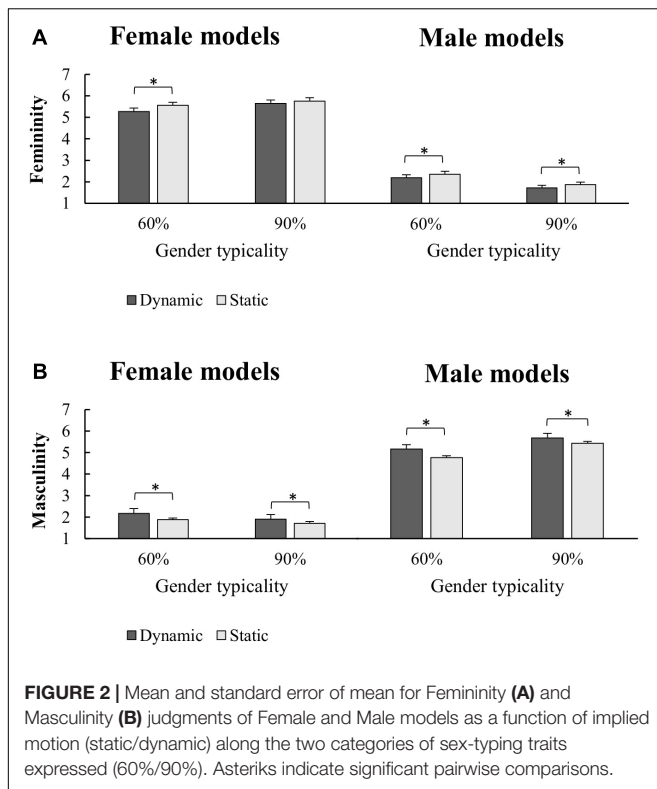 A
Female models
Male models
Femininity
7
6
5
4
3
2
1
*
*
*
60%
90%
60%
90%
Gender typicality
Gender typicality
Dynamic
Static
B
Female models
Male models
Masculinity
7
6
5
4
3
2
1
*
*
*
*
60%
90%
60%
90%
Gender typicality
Gender typicality
Dynamic
Static
FIGURE 2 | Mean and standard error of mean for Femininity (A) and
Masculinity (B) judgments of Female and Male models as a function of implied
motion (static/dynamic) along the two categories of sex-typing traits
expressed (60%/90%). Asteriks indicate significant pairwise comparisons.